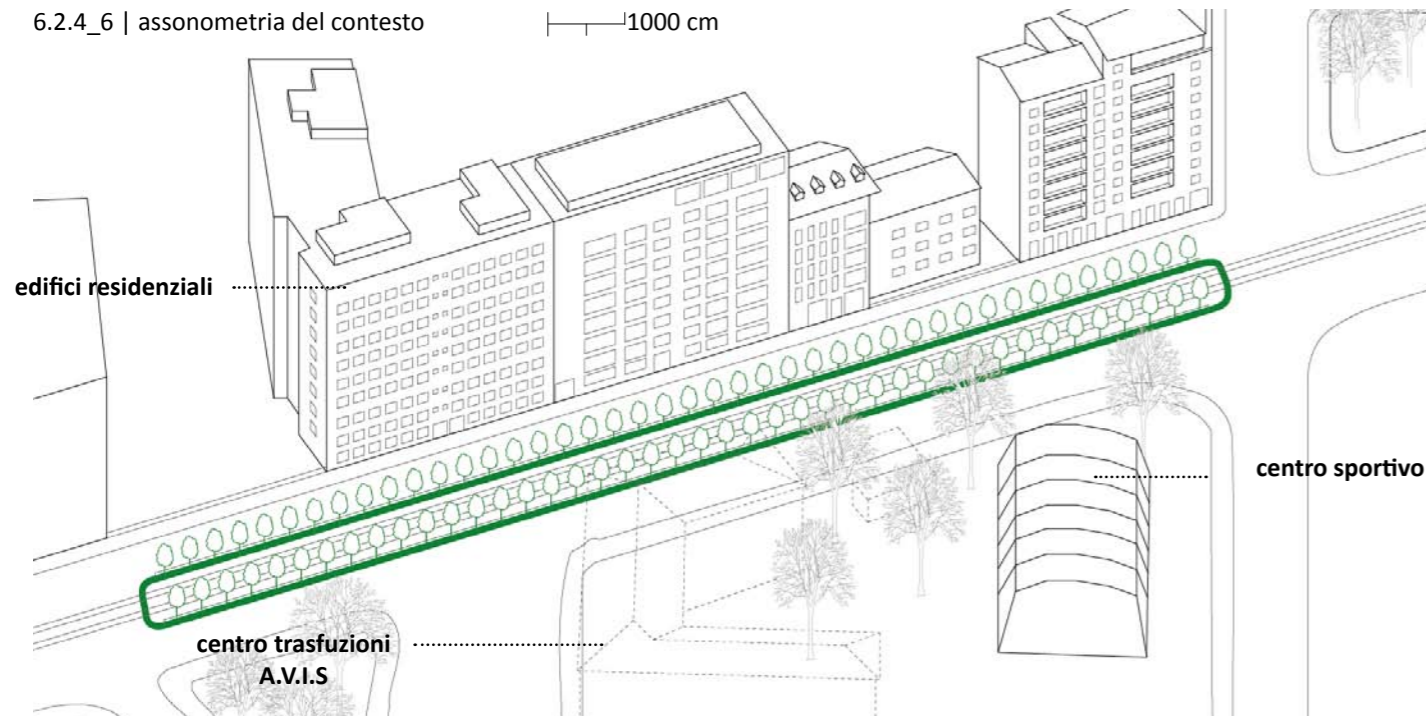 6.2.4_6 | assonometria del contesto
1000 cm
edifici residenziali
centro sportivo
centro trasfuzioni
A.V.I.S